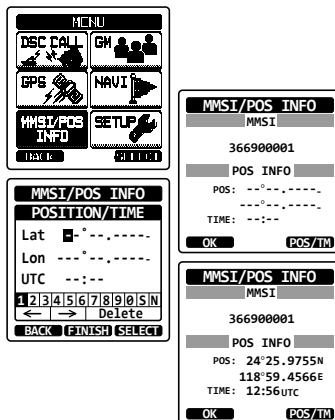 MENU
DSC CALL
GM
GPS
NAVI
MMSI/POS
INFO
SETUP
BACK
MMSI/POS INFO
MMSI
366900001
POS INFO
POS: --°--.----
---°--.----
TIME: --:--
OK POS/TM
MMSI/POS INFO
POSITION/TIME
Lat --°--.----
Lon ---°--.----
UTC --:--
1 2 3 4 5 6 7 8 9 0 S N
← → Delete
BACK FINISH SELECT
MMSI/POS INFO
MMSI
366900001
POS INFO
POS: 24°25.9755N
118°59.4566E
TIME: 12:56UTC
OK POS/TM